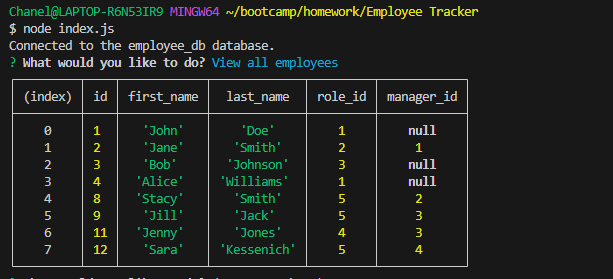 Chanel@LAPTOP-R6N53IR9 MINGW64 ~/bootcamp/homework/Employee Tracker
$ node index.js
Connected to the employee_db database.
? What would you like to do? View all employees
(index) id first_name last_name role_id manager_id
0 1 'John' 'Doe' 1 null
1 2 'Jane' 'Smith' 2 1
2 3 'Bob' 'Johnson' 3 null
3 4 'Alice' 'Williams' 1 null
4 8 'Stacy' 'Smith' 5 2
5 9 'Jill' 'Jack' 5 3
6 11 'Jenny' 'Jones' 4 3
7 12 'Sara' 'Kessenich' 5 4